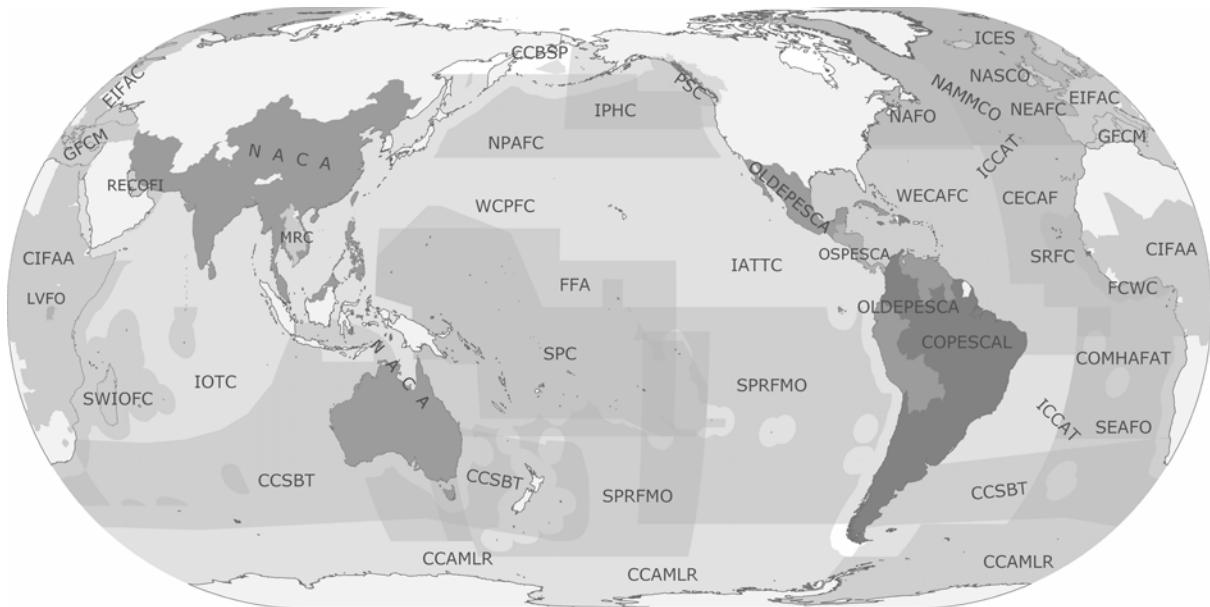 ICES
CCBSP
NASCO
EIFAC
PSC
NAMMCO
NEAFC
EIFAC
IPHC
NAFO
GFCM
NPAFC
GFCM
NACA
ICCAT
RECOFI
OLDEPESCA
WECAFC
CECAF
WCPFC
MRC
CIFAA
IATTC
OSPESCA
SRFC
CIFAA
LVFO
FFA
FCWC
OLDEPESCA
COPESCAL
SPC
COMHAFAT
NACA
IOTC
SPRFMO
SWIOFC
ICCAT
SEAFO
CCSBT
CCSBT
SPRFMO
CCSBT
CCAMLR
CCAMLR
CCAMLR